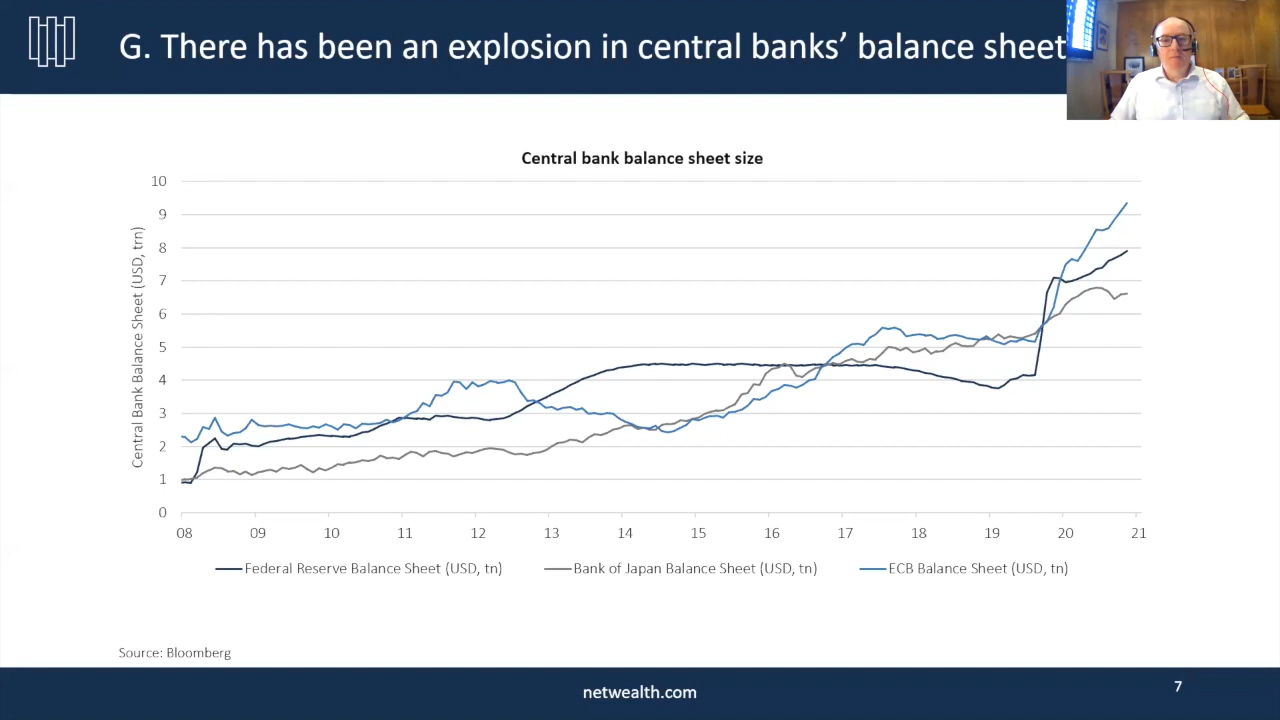 G. There has been an explosion in central banks’ balance sheet
Central bank balance sheet size
Central Bank Balance Sheet (USD, trn)
10
9
8
7
6
5
4
3
2
1
0
08 09 10 11 12 13 14 15 16 17 18 19 20 21
Federal Reserve Balance Sheet (USD, tn) Bank of Japan Balance Sheet (USD, tn) ECB Balance Sheet (USD, tn)
Source: Bloomberg
netwealth.com
7